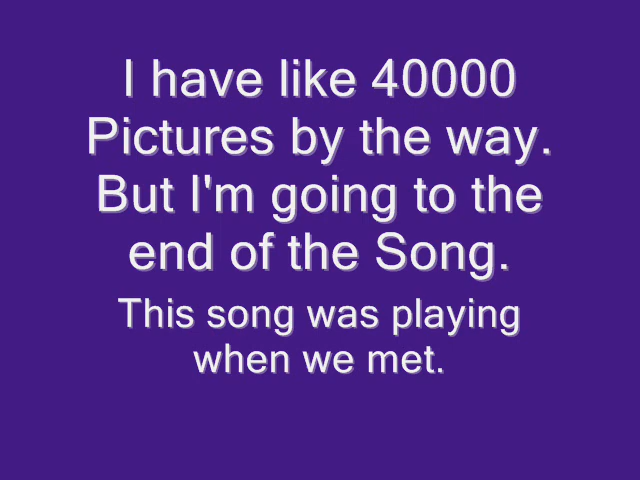 I have like 40000
Pictures by the way.
But I'm going to the
end of the Song.
This song was playing
when we met.